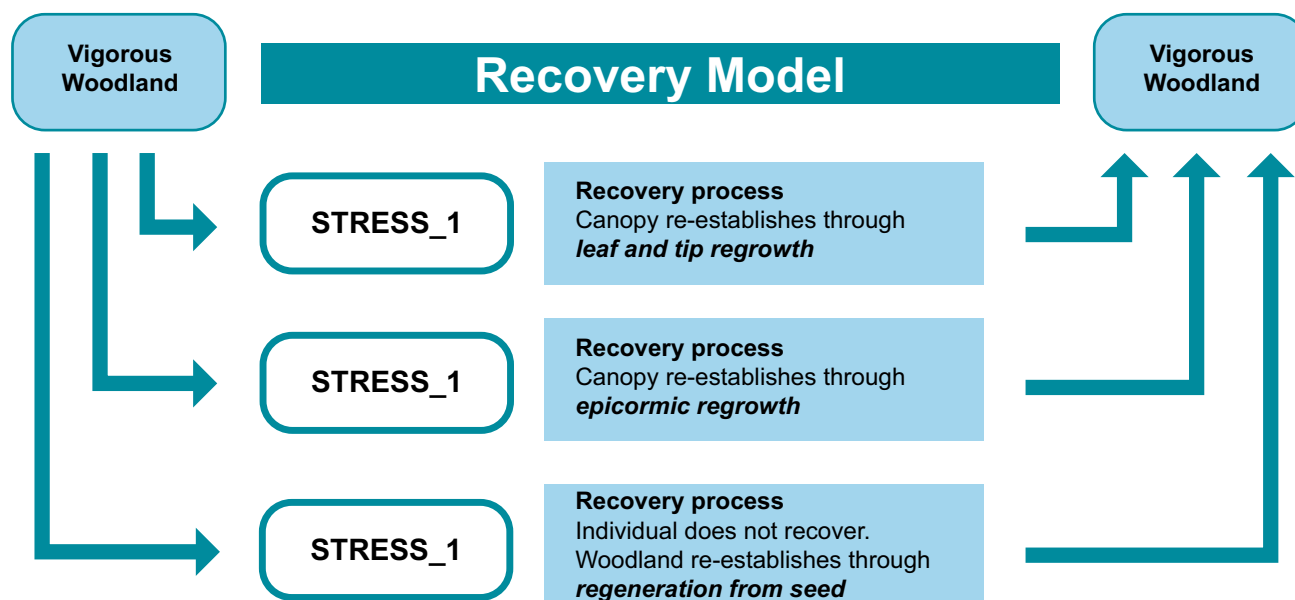 Vigorous
Woodland
Recovery Model
Vigorous
Woodland
STRESS_1
Recovery process
Canopy re-establishes through
leaf and tip regrowth
STRESS_1
Recovery process
Canopy re-establishes through
epicormic regrowth
STRESS_1
Recovery process
Individual does not recover.
Woodland re-establishes through
regeneration from seed